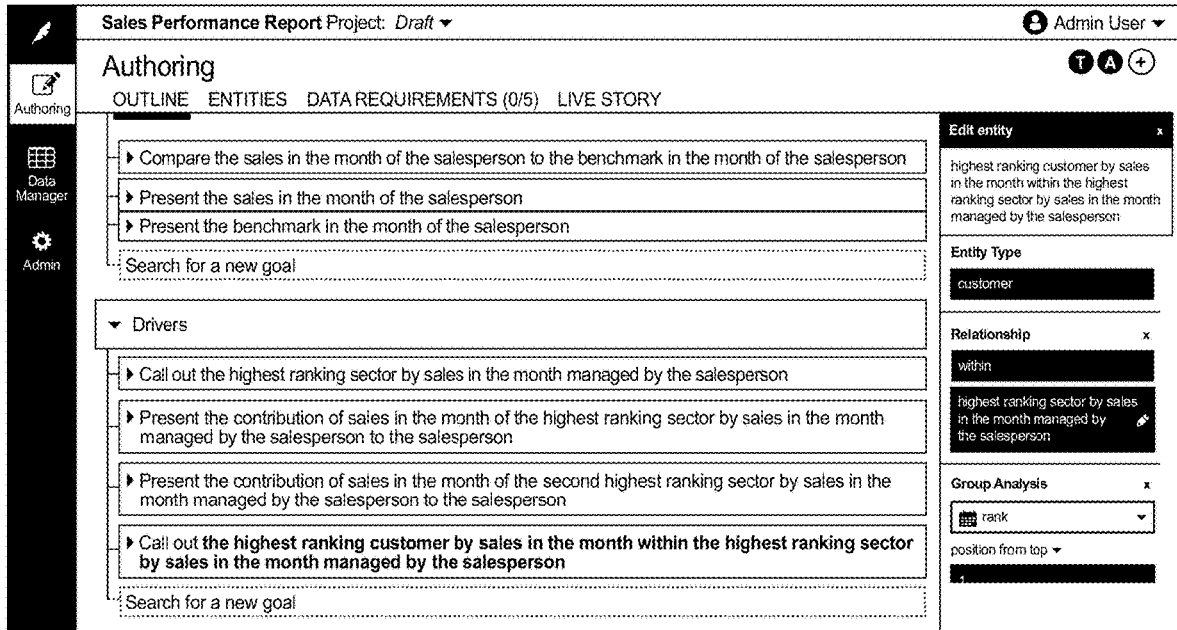 Sales Performance Report Project: Draft
Admin User
Authoring
T A +
OUTLINE ENTITIES DATA REQUIREMENTS (0/5) LIVE STORY
Authoring
Data
Manager
Admin
Compare the sales in the month of the salesperson to the benchmark in the month of the salesperson
Present the sales in the month of the salesperson
Present the benchmark in the month of the salesperson
Search for a new goal
Drivers
Call out the highest ranking sector by sales in the month managed by the salesperson
Present the contribution of sales in the month of the highest ranking sector by sales in the month
managed by the salesperson to the salesperson
Present the contribution of sales in the month of the second highest ranking sector by sales in the
month managed by the salesperson to the salesperson
Call out the highest ranking customer by sales in the month within the highest ranking sector
by sales in the month managed by the salesperson
Search for a new goal
Edit entity x
highest ranking customer by sales
in the month within the highest
ranking sector by sales in the month
managed by the salesperson
Entity Type
customer
Relationship x
within
highest ranking sector by sales
in the month managed by
the salesperson
Group Analysis x
rank
position from top